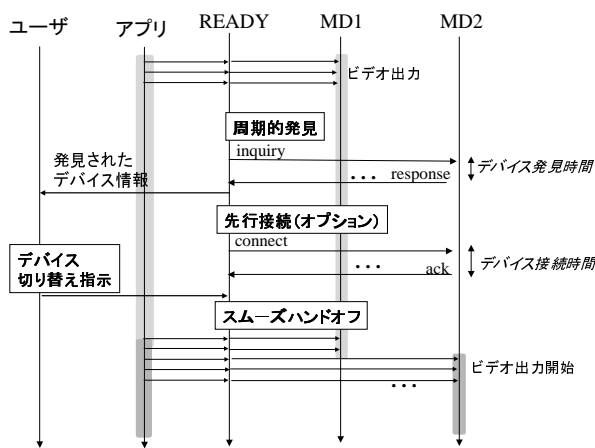 ユーザ アプリ READY MD1 MD2
ビデオ出力
周期的発見
inquiry
発見された
デバイス情報
... response
デバイス発見時間
先行接続(オプション)
connect
デバイス
切り替え指示
... ack
デバイス接続時間
スムーズハンドオフ
ビデオ出力開始
...